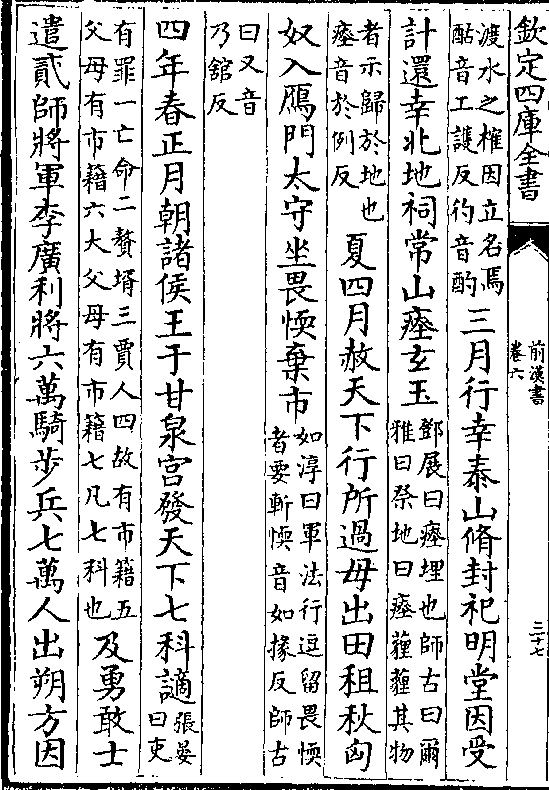 欽定四庫全書
前漢書
卷六
三十七
渡水之榷因立名焉
酤音工護反彴音酌
三月行幸泰山脩封祀明堂因受
計還幸北地祠常山瘞玄玉
鄧展曰瘞埋也師古曰爾
雅曰祭地曰瘞薶薶其物
者示歸於地也
瘞音於例反
夏四月赦天下行所過毋出田租秋匈
奴入鴈門太守坐畏愞棄市
如淳曰軍法行逗留畏愞
者要斬愞音如掾反師古
曰又音
乃館反
四年春正月朝諸侯王于甘泉宮發天下七科謫
張晏
曰吏
有罪一亡命二贅壻三賈人四故有市籍五
父母有市籍六大父母有市籍七凡七科也
及勇敢士
遣貳師將軍李廣利將六萬騎步兵七萬人出朔方因